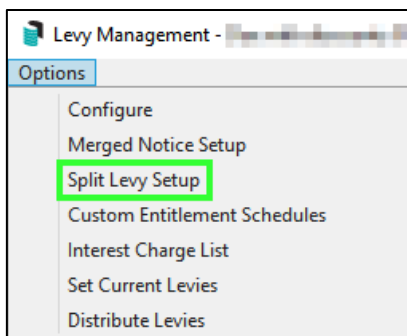 Levy Management -
Options
Configure
Merged Notice Setup
Split Levy Setup
Custom Entitlement Schedules
Interest Charge List
Set Current Levies
Distribute Levies